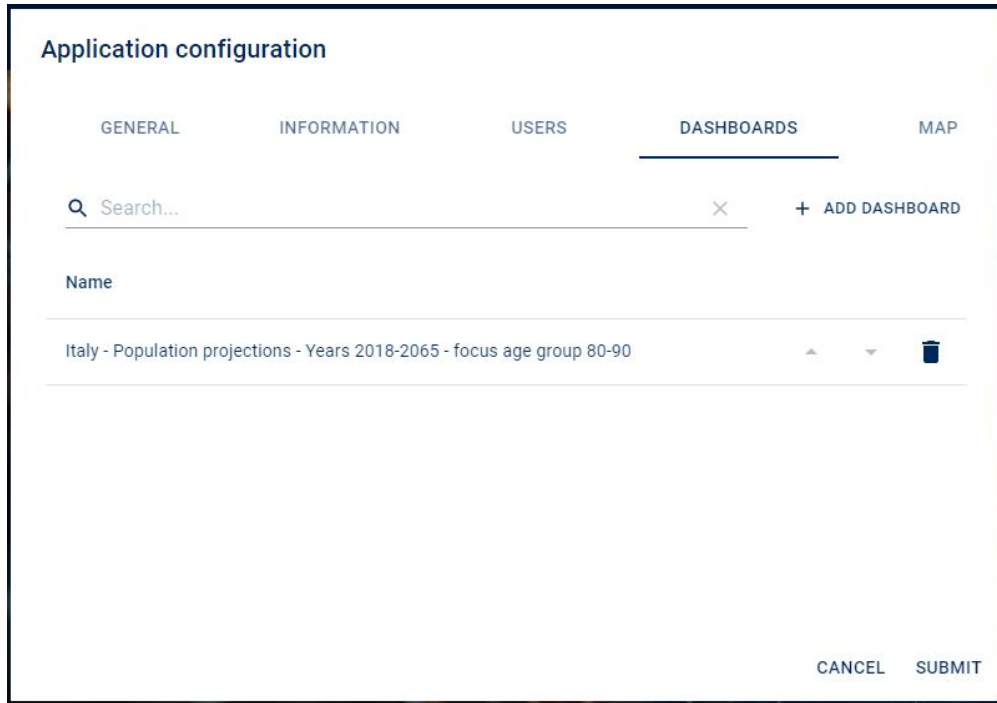 Application configuration
GENERAL INFORMATION USERS DASHBOARDS MAP
Search... + ADD DASHBOARD
Name
Italy - Population projections - Years 2018-2065 - focus age group 80-90
CANCEL SUBMIT